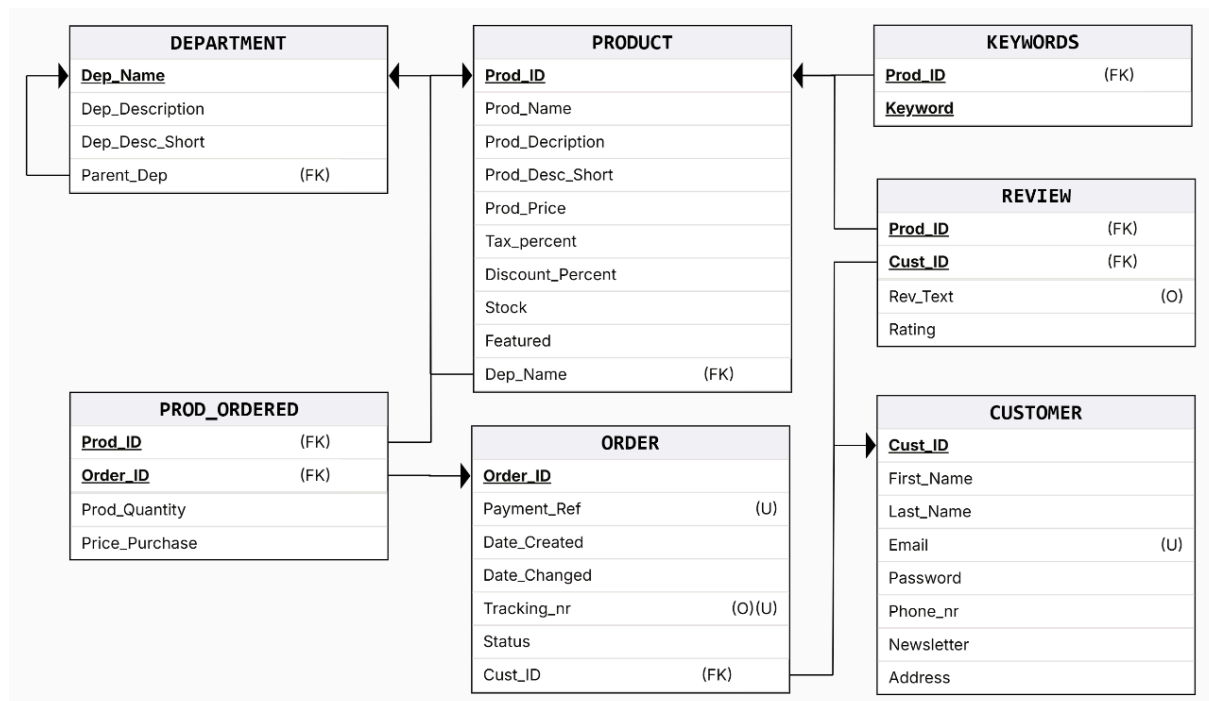 DEPARTMENT
Dep_Name
Dep_Description
Dep_Desc_Short
Parent_Dep (FK)
PRODUCT
Prod_ID
Prod_Name
Prod_Decription
Prod_Desc_Short
Prod_Price
Tax_percent
Discount_Percent
Stock
Featured
Dep_Name (FK)
KEYWORDS
Prod_ID (FK)
Keyword
REVIEW
Prod_ID (FK)
Cust_ID (FK)
Rev_Text (O)
Rating
PROD_ORDERED
Prod_ID (FK)
Order_ID (FK)
Prod_Quantity
Price_Purchase
ORDER
Order_ID
Payment_Ref (U)
Date_Created
Date_Changed
Tracking_nr (O)(U)
Status
Cust_ID (FK)
CUSTOMER
Cust_ID
First_Name
Last_Name
Email (U)
Password
Phone_nr
Newsletter
Address